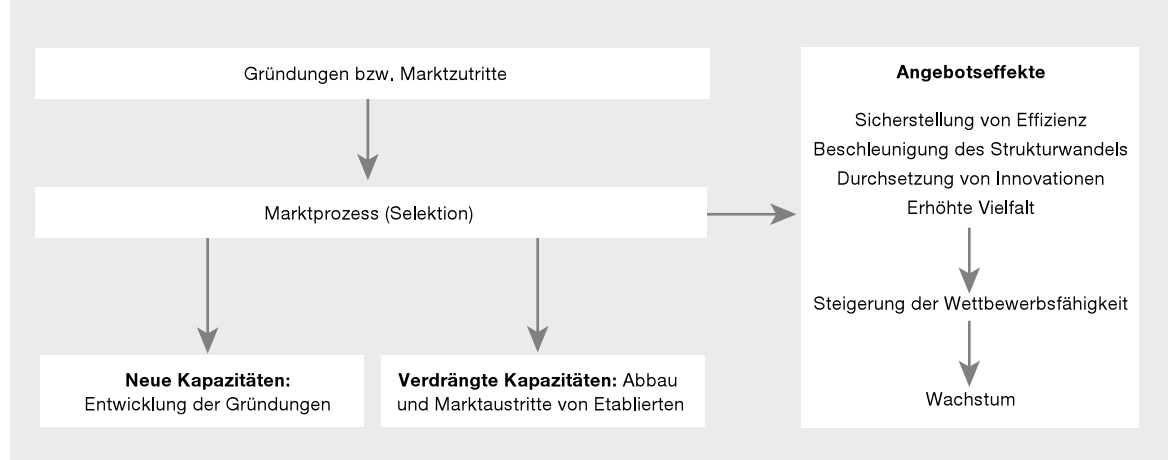 Gründungen bzw. Marktzutritte
Marktprozess (Selektion)
Neue Kapazitäten:
Entwicklung der Gründungen
Verdrängte Kapazitäten: Abbau
und Marktaustritte von Etablierten
Angebotseffekte
Sicherstellung von Effizienz
Beschleunigung des Strukturwandels
Durchsetzung von Innovationen
Erhöhte Vielfalt
Steigerung der Wettbewerbsfähigkeit
Wachstum